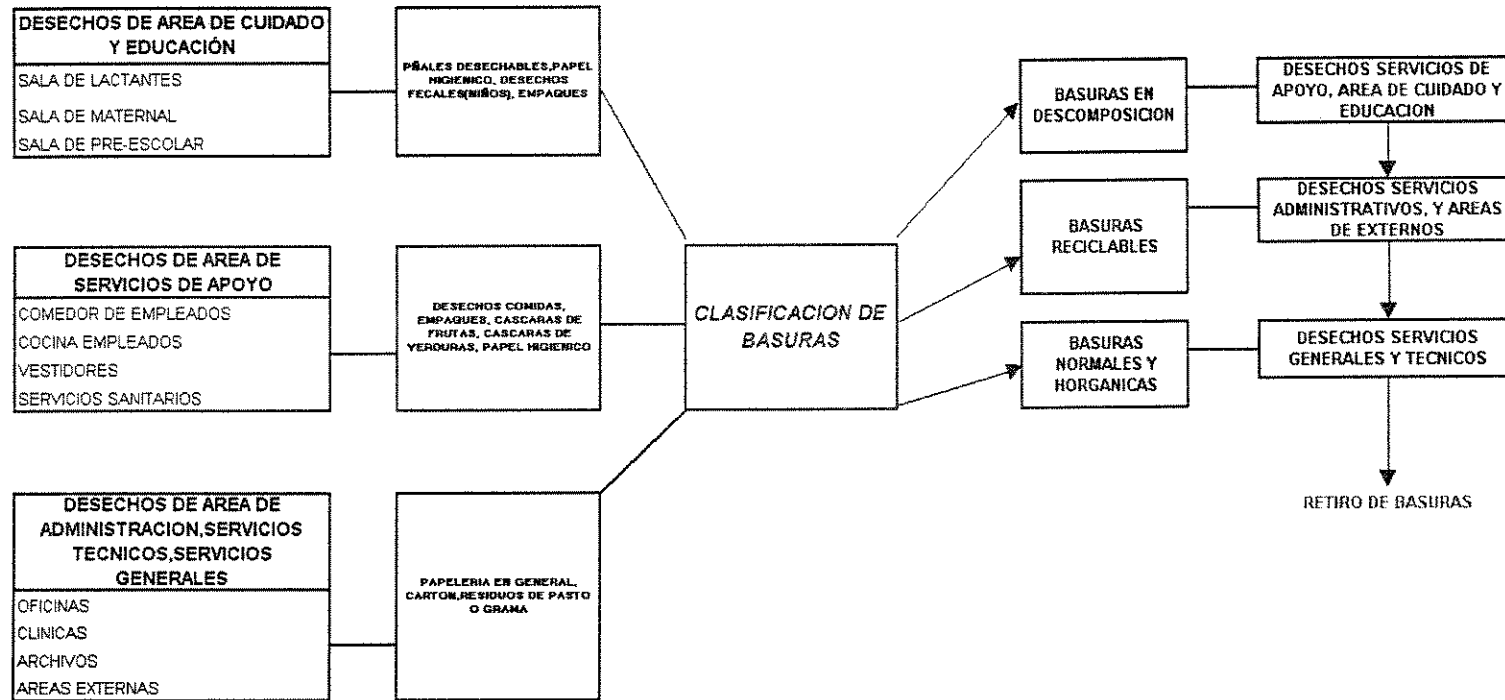 DESECHOS DE AREA DE CUIDADO
Y EDUCACIÓN
SALA DE LACTANTES
SALA DE MATERNAL
SALA DE PRE-ESCOLAR
PÑALES DESECHABLES,PAPEL
HIGIENICO, DESECHOS
FECALES(NIÑOS), EMPAQUES
DESECHOS DE AREA DE
SERVICIOS DE APOYO
COMEDOR DE EMPLEADOS
COCINA EMPLEADOS
VESTIDORES
SERVICIOS SANITARIOS
DESECHOS COMIDAS,
EMPAQUES, CASCARAS DE
FRUTAS, CASCARAS DE
VERDURAS, PAPEL HIGIENICO
DESECHOS DE AREA DE
ADMINISTRACION,SERVICIOS
TECNICOS,SERVICIOS
GENERALES
OFICINAS
CLINICAS
ARCHIVOS
AREAS EXTERNAS
PAPELERIA EN GENERAL,
CARTON,RESIDUOS DE PASTO
O GRAMA
CLASIFICACION DE
BASURAS
BASURAS EN
DESCOMPOSICION
DESECHOS SERVICIOS DE
APOYO, AREA DE CUIDADO Y
EDUCACION
BASURAS
RECICLABLES
DESECHOS SERVICIOS
ADMINISTRATIVOS, Y AREAS
DE EXTERNOS
BASURAS
NORMALES Y
HORGANICAS
DESECHOS SERVICIOS
GENERALES Y TECNICOS
RETIRO DE BASURAS